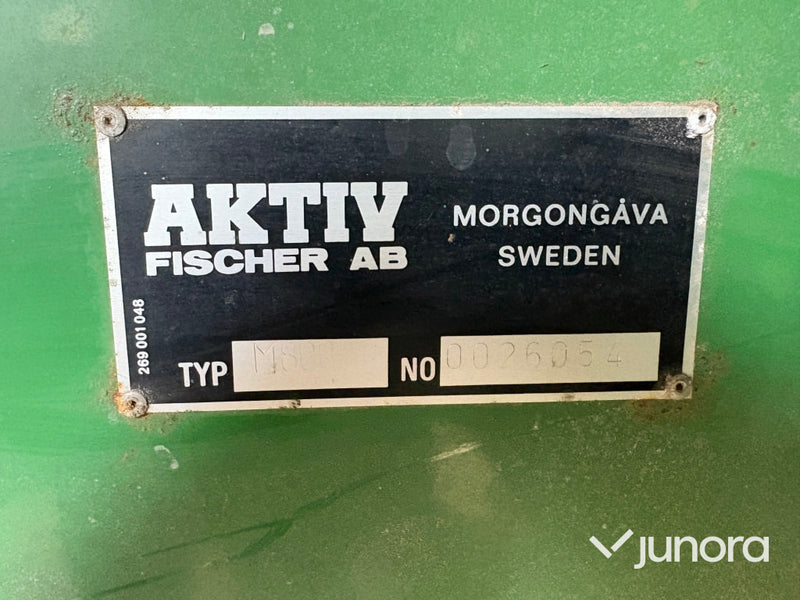 AKTIV
FISCHER AB
MORGONGÅVA
SWEDEN
269 001 048
TYP
NO 0026054
junora